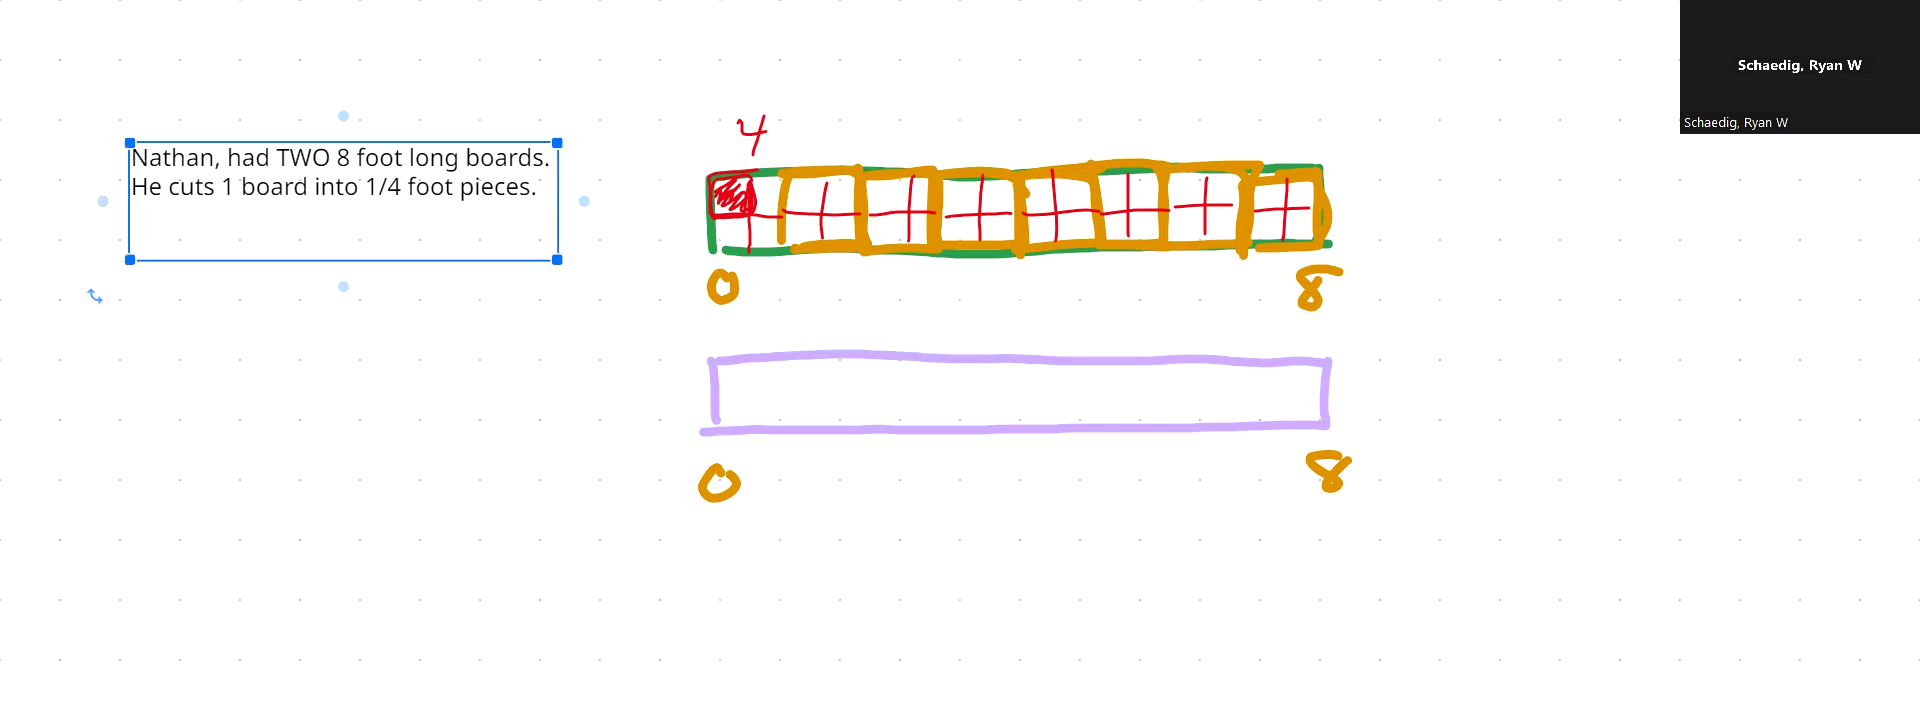 Schaedig, Ryan W
Schaedig, Ryan W
Nathan, had TWO 8 foot long boards.
He cuts 1 board into 1/4 foot pieces.
4
0 8
0 8